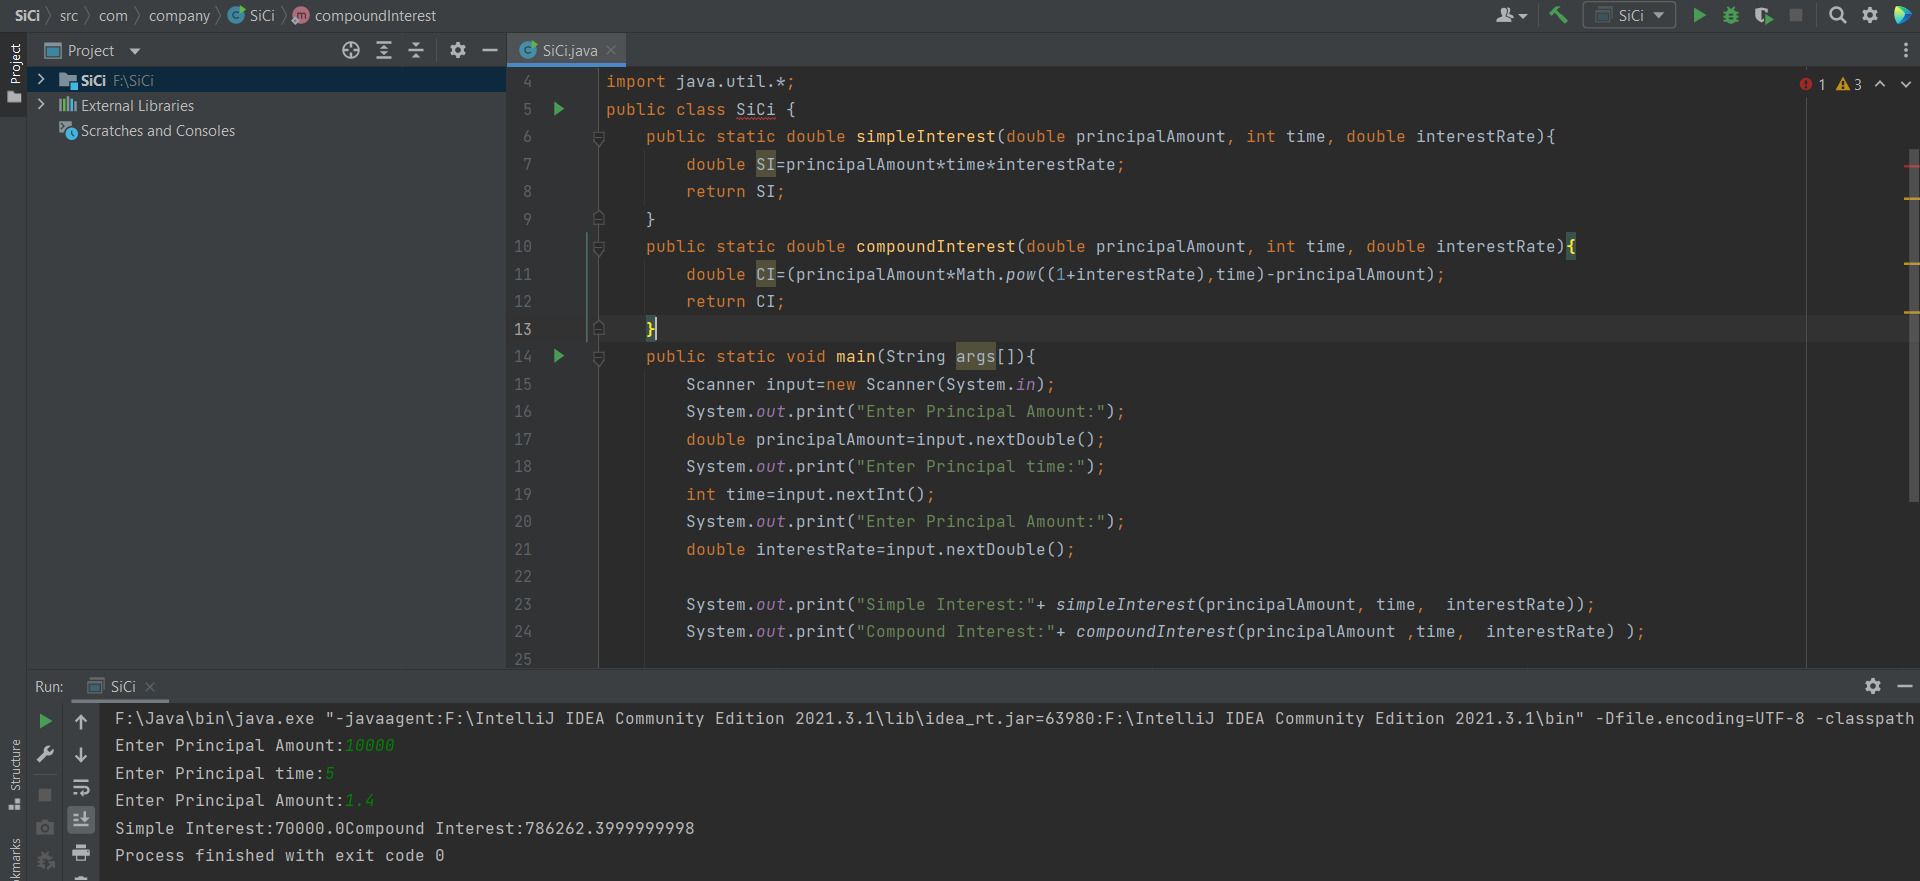 SiCi src com company SiCi compoundInterest SiCi
Project
SiCi.java
SiCi F:\SiCi
External Libraries
Scratches and Consoles
Project
1 3
4 import java.util.*;
5 public class SiCi {
6 public static double simpleInterest(double principalAmount, int time, double interestRate){
7 double SI=principalAmount*time*interestRate;
8 return SI;
9 }
10 public static double compoundInterest(double principalAmount, int time, double interestRate){
11 double CI=(principalAmount*Math.pow((1+interestRate),time)-principalAmount);
12 return CI;
13 }
14 public static void main(String args[]){
15 Scanner input=new Scanner(System.in);
16 System.out.print("Enter Principal Amount:");
17 double principalAmount=input.nextDouble();
18 System.out.print("Enter Principal time:");
19 int time=input.nextInt();
20 System.out.print("Enter Principal Amount:");
21 double interestRate=input.nextDouble();
22
23 System.out.print("Simple Interest:"+ simpleInterest(principalAmount, time, interestRate));
24 System.out.print("Compound Interest:"+ compoundInterest(principalAmount ,time, interestRate) );
25
Run: SiCi
F:\Java\bin\java.exe "-javaagent:F:\IntelliJ IDEA Community Edition 2021.3.1\lib\idea_rt.jar=63980:F:\IntelliJ IDEA Community Edition 2021.3.1\bin" -Dfile.encoding=UTF-8 -classpath
Enter Principal Amount:10000
Enter Principal time:5
Enter Principal Amount:1.4
Simple Interest:70000.0Compound Interest:786262.3999999998
Process finished with exit code 0
Structure